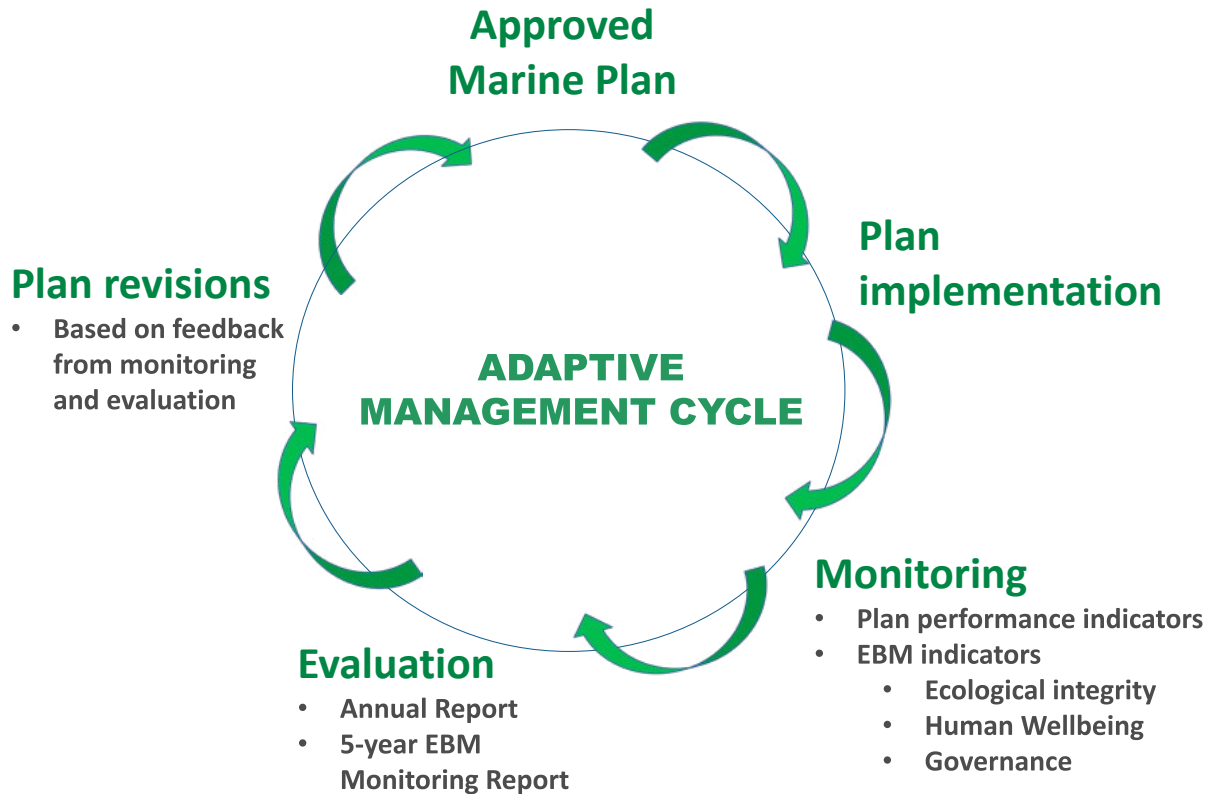 Approved
Marine Plan
Plan
implementation
Monitoring
• Plan performance indicators
• EBM indicators
• Ecological integrity
• Human Wellbeing
• Governance
Evaluation
• Annual Report
• 5-year EBM
Monitoring Report
Plan revisions
• Based on feedback
from monitoring
and evaluation
ADAPTIVE
MANAGEMENT CYCLE